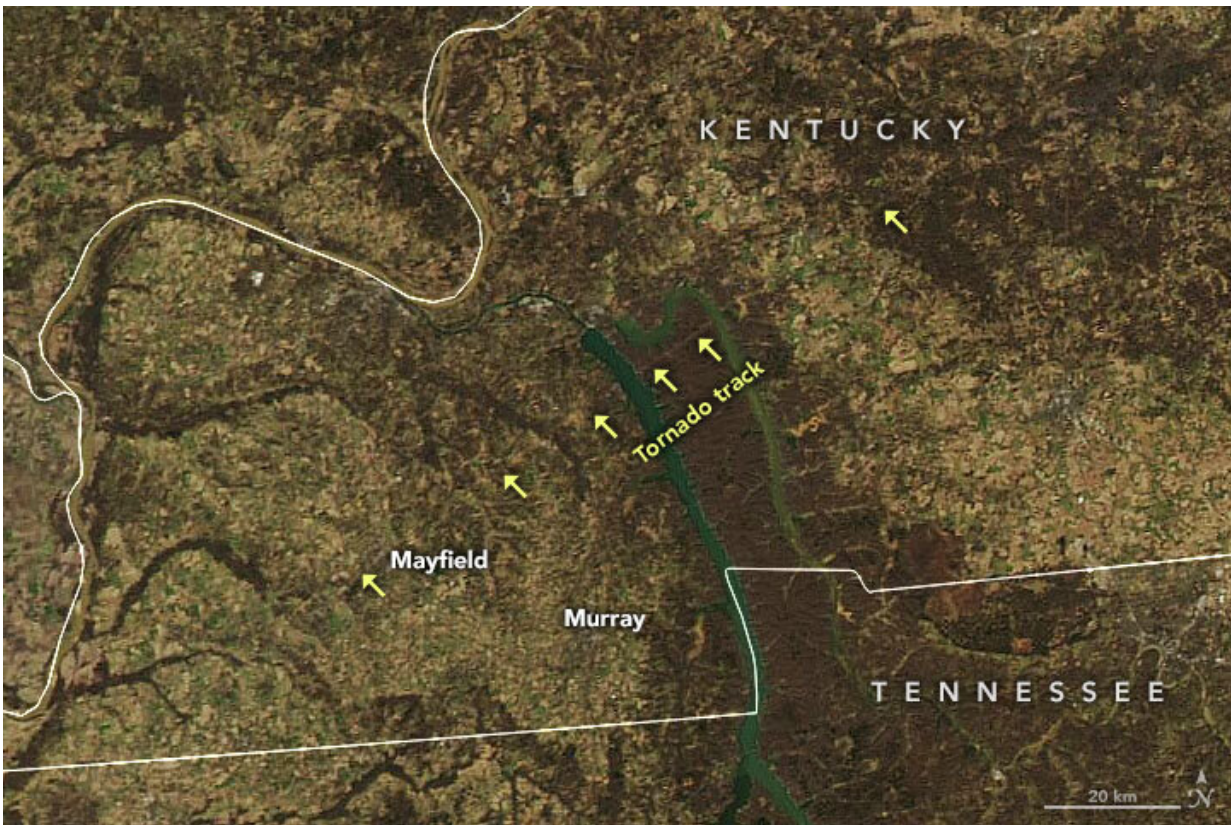 KENTUCKY
Tornado track
Mayfield
Murray
TENNESSEE
20 km
N